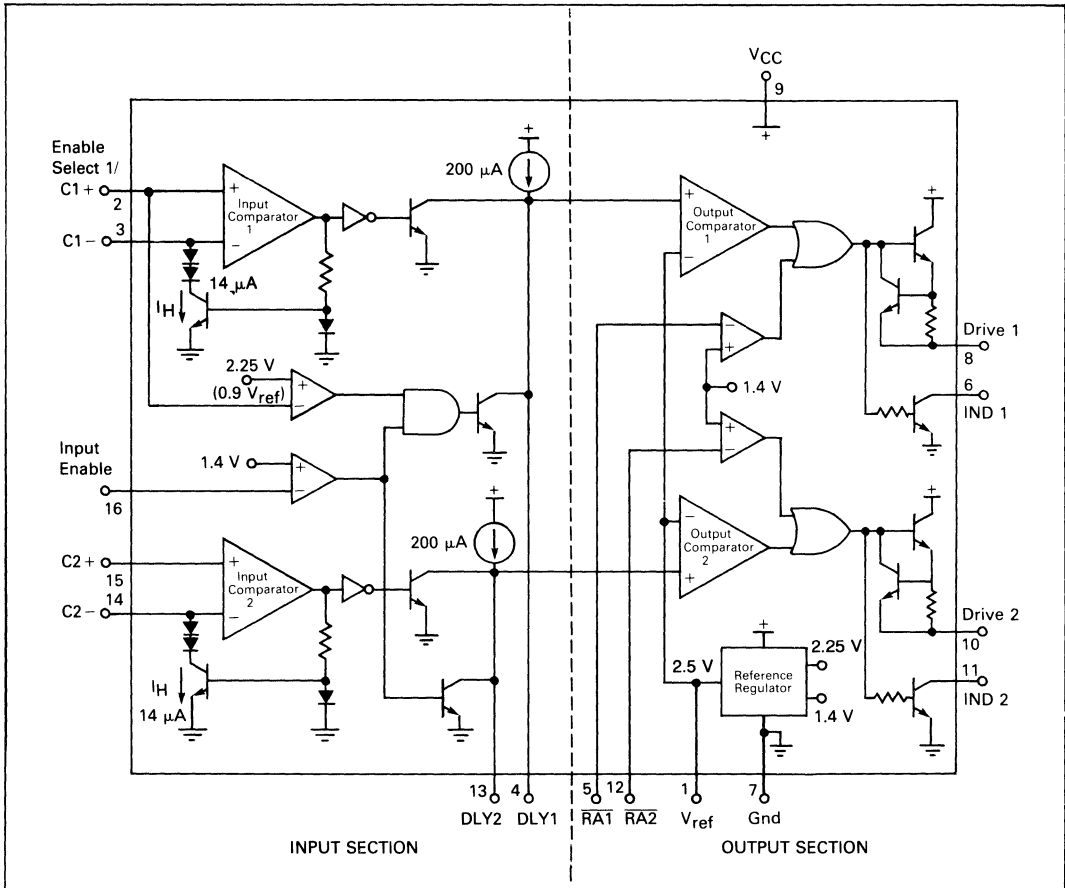 VCC
9
+
Enable
Select 1/
C1+
2
3
C1−
+
Input
Comparator
1
−
14 µA
IH
200 µA
+
+
Output
Comparator
1
−
+
Drive 1
8
6
IND 1
−
+
1.4 V
+
−
2.25 V
(0.9 Vref)
+
−
Input
Enable
16
1.4 V
+
−
C2+
15
14
C2−
+
Input
Comparator
2
−
IH
14 µA
+
200 µA
−
Output
Comparator
2
+
+
Drive 2
10
11
IND 2
+
2.5 V
Reference
Regulator
2.25 V
1.4 V
13
4
5
12
1
7
DLY2
DLY1
RA1
RA2
Vref
Gnd
INPUT SECTION
OUTPUT SECTION